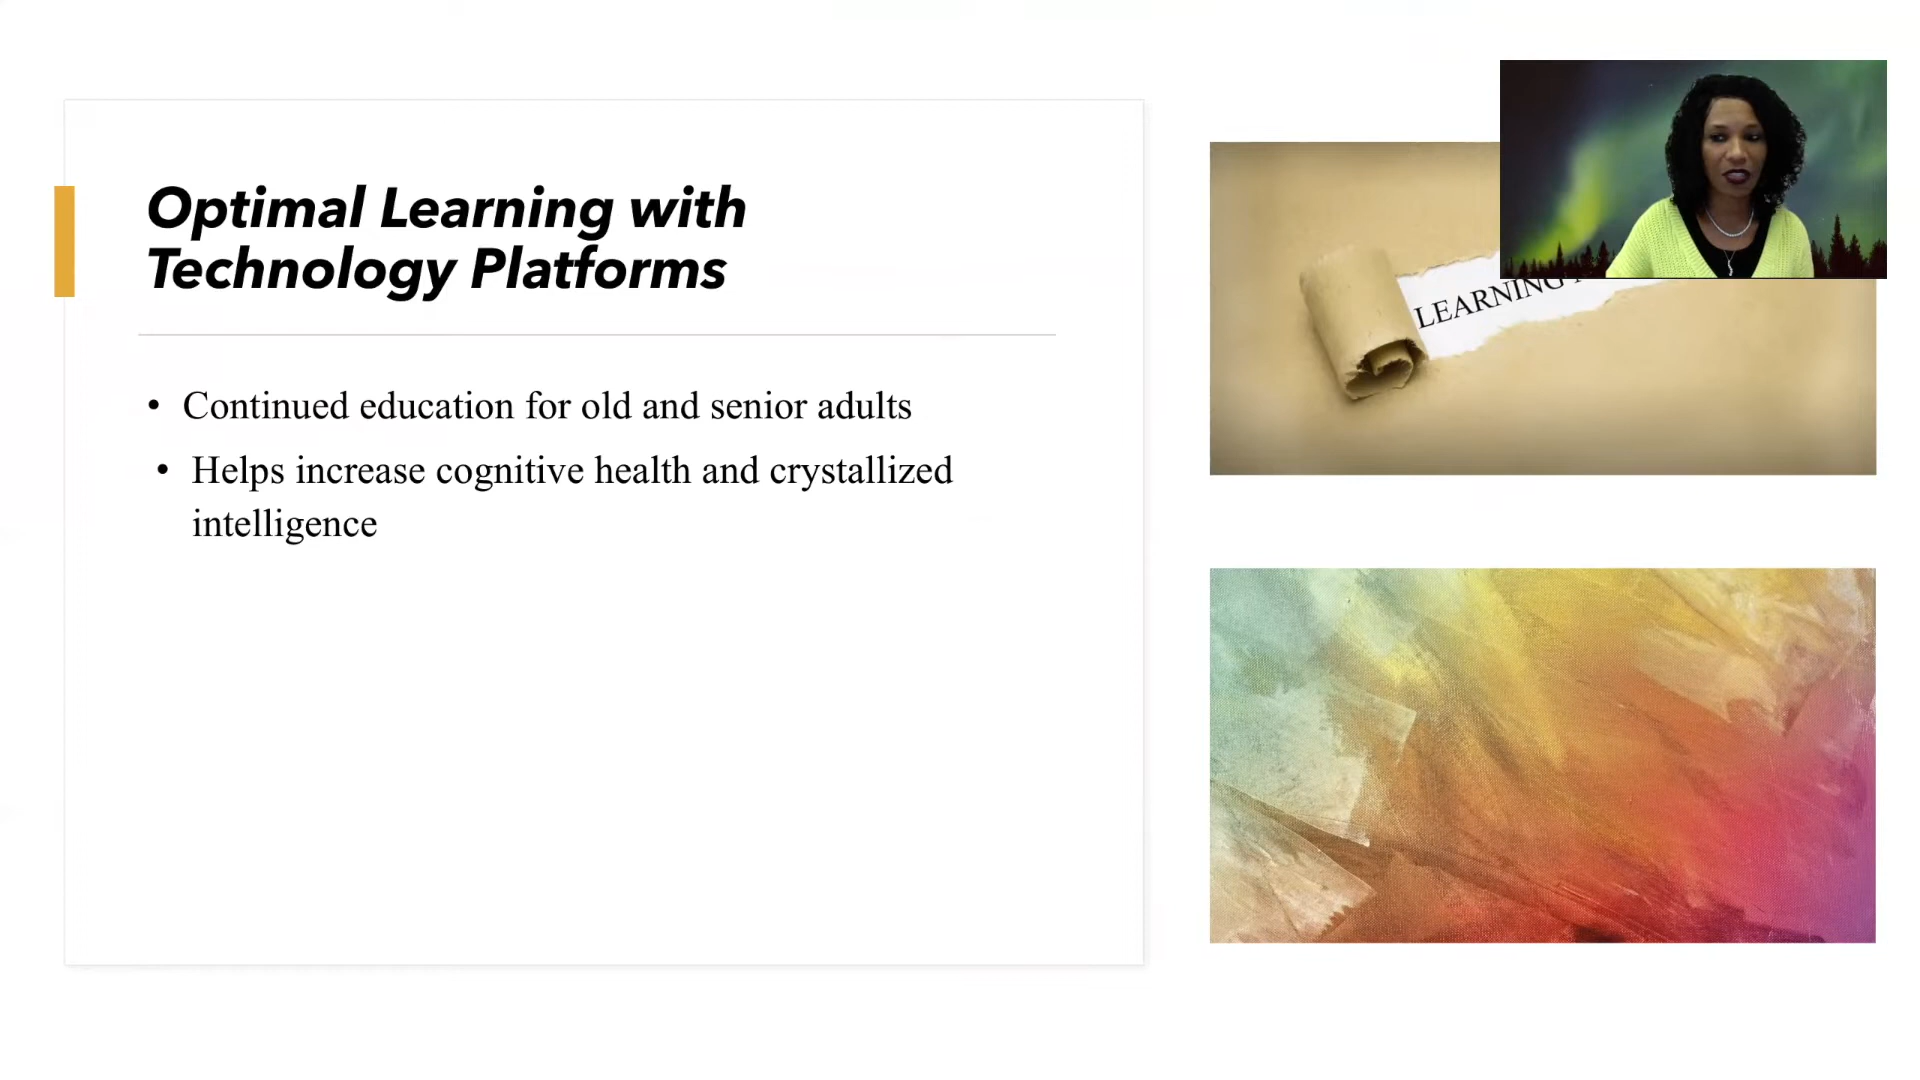 Optimal Learning with
Technology Platforms
• Continued education for old and senior adults
• Helps increase cognitive health and crystallized
intelligence
LEARNING